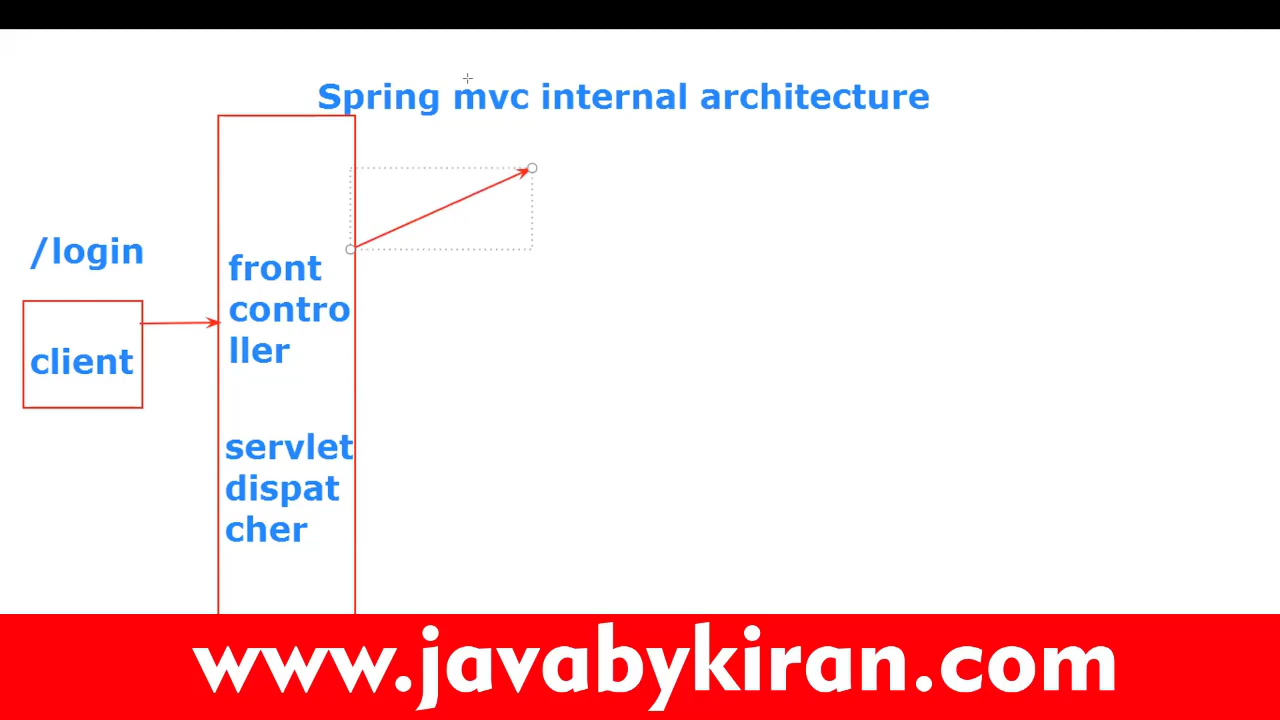 Spring mvc internal architecture
/login
client
front
contro
ller
servlet
dispat
cher
www.javabykiran.com